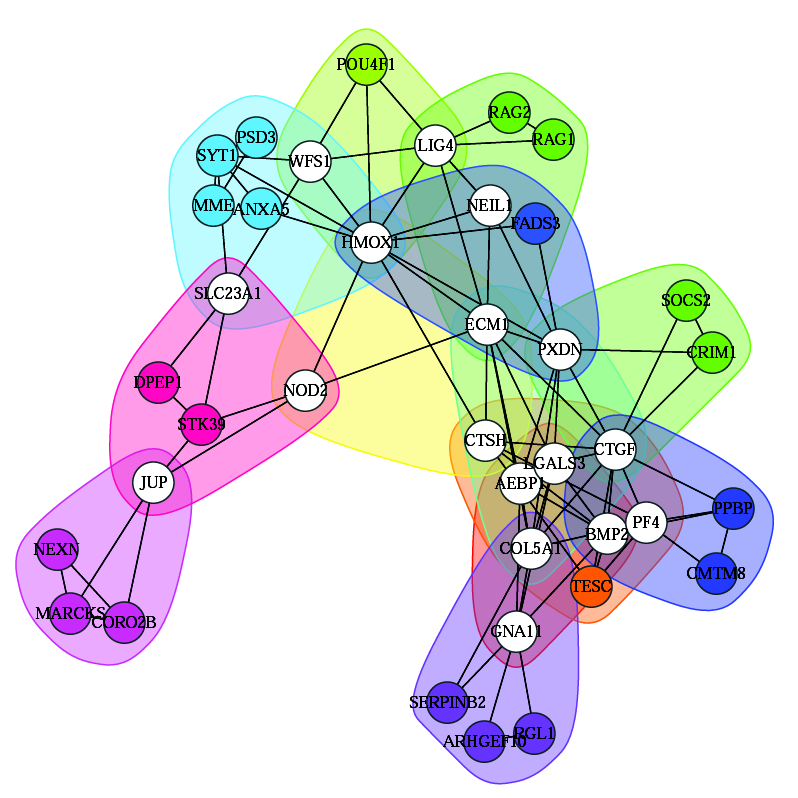 POU4F1
RAG2
PSD3
RAG1
LIG4
SYT1
WFS1
MME
ANXA5
NEIL1
FADS3
HMOX1
SLC23A1
SOCS2
ECM1
PXDN
CRIM1
DPEP1
NOD2
STK39
CTSH
CTGF
LGALS3
JUP
AEBP1
PPBP
PF4
BMP2
NEXN
COL5A1
CMTM8
TESC
MARCKS
CORO2B
GNA11
SERPINB2
RGL1
ARHGEF10